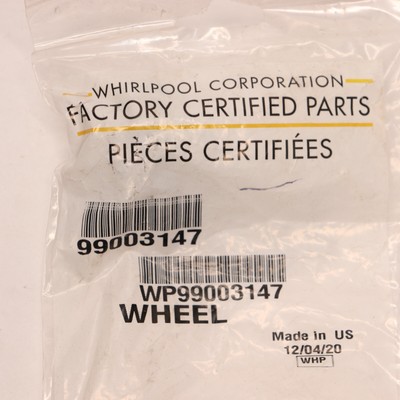 WHIRLPOOL CORPORATION
FACTORY CERTIFIED PARTS
PIÈCES CERTIFIÉES
99003147
WP99003147
WHEEL
Made in US
12/04/20
WHP